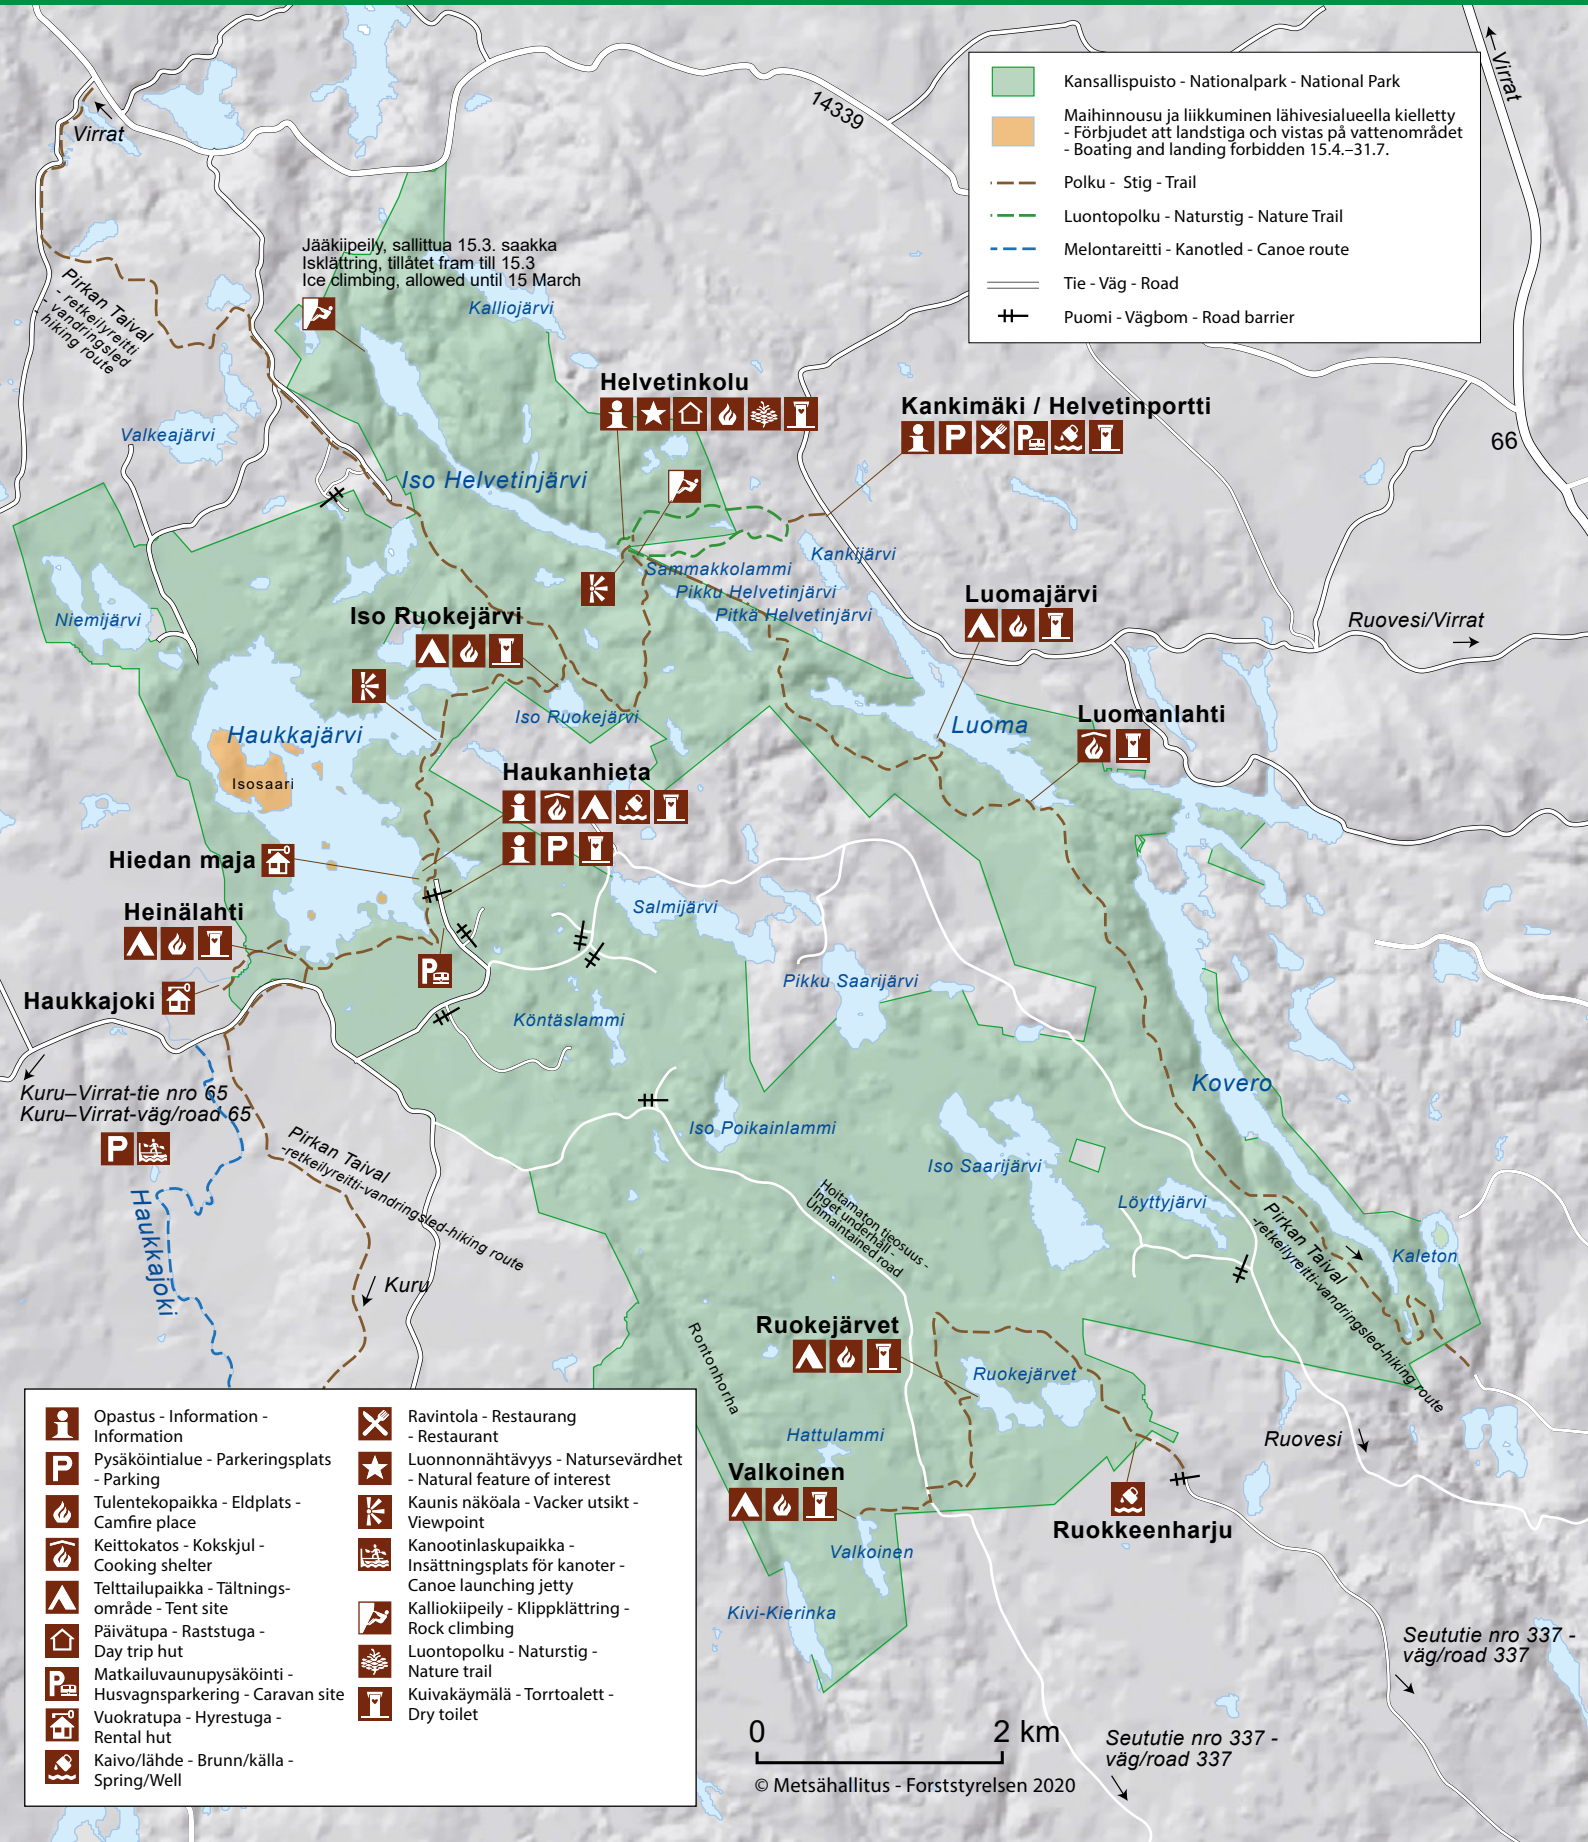 Kansallispuisto - Nationalpark - National Park
Maihinnousu ja liikkuminen lähivesialueella kielletty
- Förbjudet att landstiga och vistas på vattenområdet
- Boating and landing forbidden 15.4.–31.7.
Polku - Stig - Trail
Luontopolku - Naturstig - Nature Trail
Melontareitti - Kanotled - Canoe route
Tie - Väg - Road
Puomi - Vägbom - Road barrier
14339
Virrat
Virrat
Pirkan Taival
- retkeilyreitti
- vandringsled
- hiking route
Jääkiipeily, sallittua 15.3. saakka
Isklättring, tillåtet fram till 15.3
Ice climbing, allowed until 15 March
Kalliojärvi
Helvetinkolu
Kankimäki / Helvetinportti
P
P
66
Valkeajärvi
Iso Helvetinjärvi
Kankijärvi
Sammakkolammi
Pikku Helvetinjärvi
Pitkä Helvetinjärvi
Luomajärvi
Ruovesi/Virrat
Niemijärvi
Iso Ruokejärvi
Iso Ruokejärvi
Luoma
Luomanlahti
Haukkajärvi
Isosaari
Haukanhieta
P
Hiedan maja
Heinälahti
Salmijärvi
P
Pikku Saarijärvi
Haukkajoki
Köntäslammi
Kovero
Kuru–Virrat-tie nro 65
Kuru–Virrat-väg/road 65
P
Iso Poikainlammi
Iso Saarijärvi
Pirkan Taival
-retkeilyreitti-vandringsled-hiking route
Haukkajoki
Kuru
Hoitamaton tieosuus -
Inget underhåll -
Unmaintained road
Löyttyjärvi
Pirkan Taival
-retkeilyreitti-vandringsled-hiking route
Kaleton
Rontonhorha
Ruokejärvet
Ruokejärvet
Hattulammi
Ruovesi
Valkoinen
Ruokkeenharju
Valkoinen
Kivi-Kierinka
Seututie nro 337 -
väg/road 337
Seututie nro 337 -
väg/road 337
Opastus - Information -
Information
P
Pysäköintialue - Parkeringsplats
- Parking
Tulentekopaikka - Eldplats -
Camfire place
Keittokatos - Kokskjul -
Cooking shelter
Telttailupaikka - Tältnings-
område - Tent site
Päivätupa - Raststuga -
Day trip hut
P
Matkailuvaunupysäköinti -
Husvagnsparkering - Caravan site
Vuokratupa - Hyrestuga -
Rental hut
Kaivo/lähde - Brunn/källa -
Spring/Well
Ravintola - Restaurang
- Restaurant
Luonnonnähtävyys - Natursevärdhet
- Natural feature of interest
Kaunis näköala - Vacker utsikt -
Viewpoint
Kanootinlaskupaikka -
Insättningsplats för kanoter -
Canoe launching jetty
Kalliokiipeily - Klippklättring -
Rock climbing
Luontopolku - Naturstig -
Nature trail
Kuivakäymälä - Torrtoalett -
Dry toilet
0 2 km
© Metsähallitus - Forststyrelsen 2020